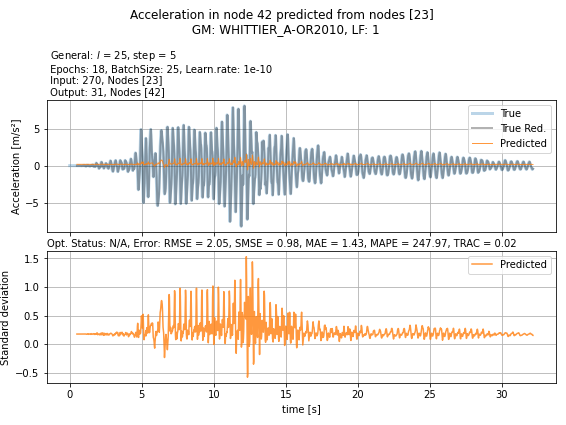 Acceleration in node 42 predicted from nodes [23]
GM: WHITTIER_A-OR2010, LF: 1
General: l = 25, step = 5
Epochs: 18, BatchSize: 25, Learn.rate: 1e-10
Input: 270, Nodes [23]
Output: 31, Nodes [42]
Acceleration [m/s²]
5
0
−5
True
True Red.
Predicted
Opt. Status: N/A, Error: RMSE = 2.05, SMSE = 0.98, MAE = 1.43, MAPE = 247.97, TRAC = 0.02
Standard deviation
1.5
1.0
0.5
0.0
−0.5
Predicted
0 5 10 15 20 25 30
time [s]